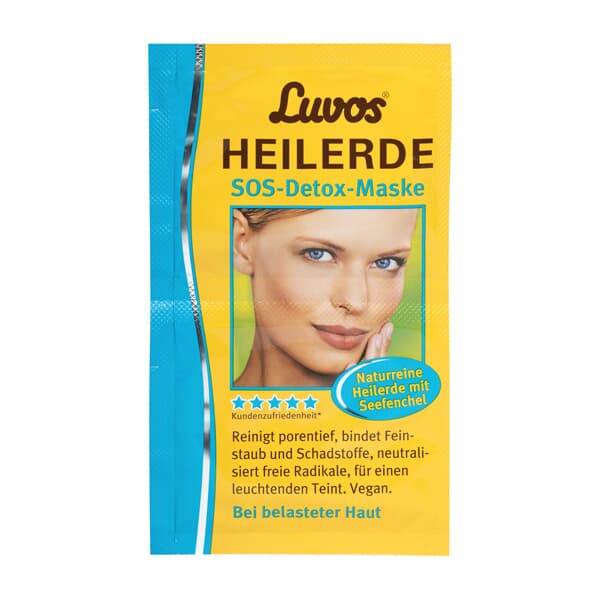 Luvos®
HEILERDE
SOS-Detox-Maske
Naturreine
Heilerde mit
Seefenchel
Kundenzufriedenheit*
Reinigt porentief, bindet Fein-
staub und Schadstoffe, neutrali-
siert freie Radikale, für einen
leuchtenden Teint. Vegan.
Bei belasteter Haut